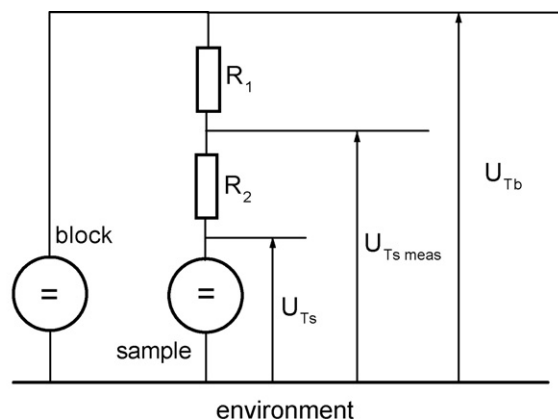 R1
R2
UTb
block
UTs meas
=
=
UTs
sample
environment